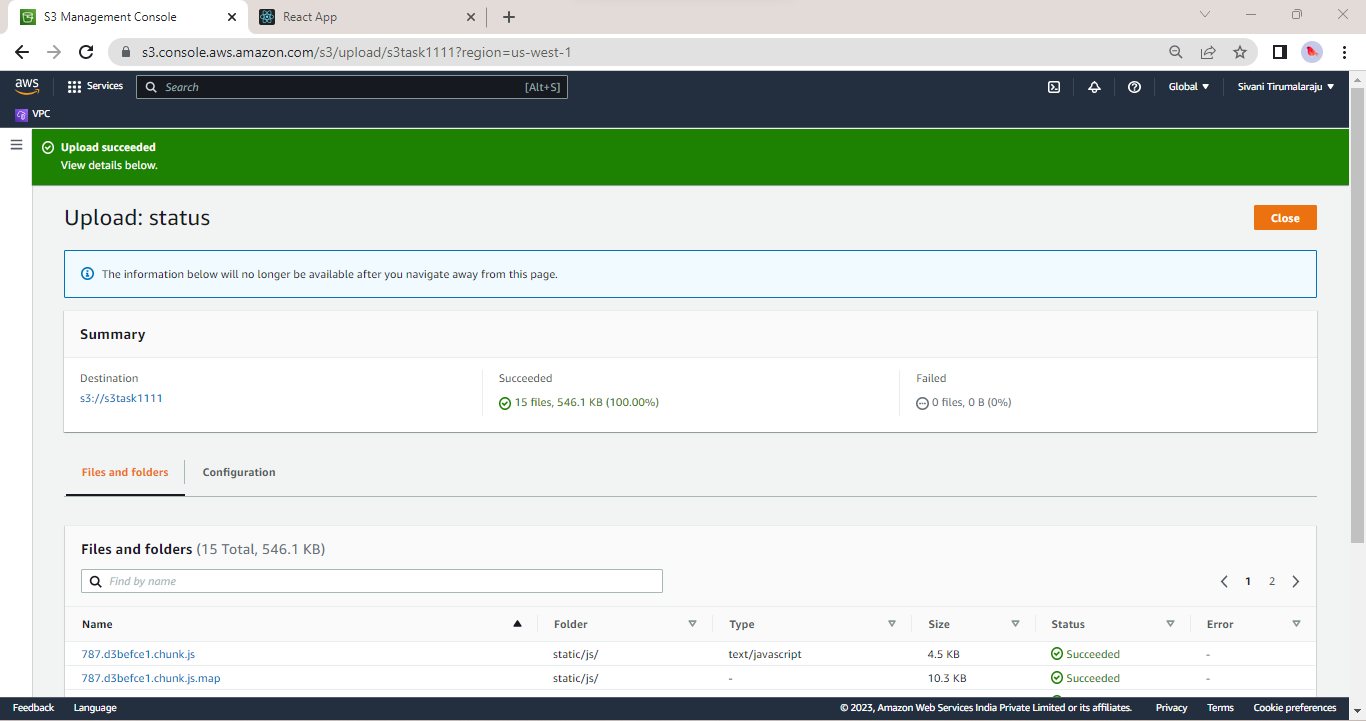 S3 Management Console
React App
s3.console.aws.amazon.com/s3/upload/s3task1111?region=us-west-1
aws
Services
Search
[Alt+S]
Global
Sivani Tirumalaraju
VPC
Upload succeeded
View details below.
Upload: status
Close
The information below will no longer be available after you navigate away from this page.
Summary
Destination
Succeeded
Failed
s3://s3task1111
15 files, 546.1 KB (100.00%)
0 files, 0 B (0%)
Files and folders
Configuration
Files and folders (15 Total, 546.1 KB)
Find by name
1
2
Name Folder Type Size Status Error
787.d3befce1.chunk.js static/js/ text/javascript 4.5 KB Succeeded -
787.d3befce1.chunk.js.map static/js/ - 10.3 KB Succeeded -
Feedback Language © 2023, Amazon Web Services India Private Limited or its affiliates. Privacy Terms Cookie preferences